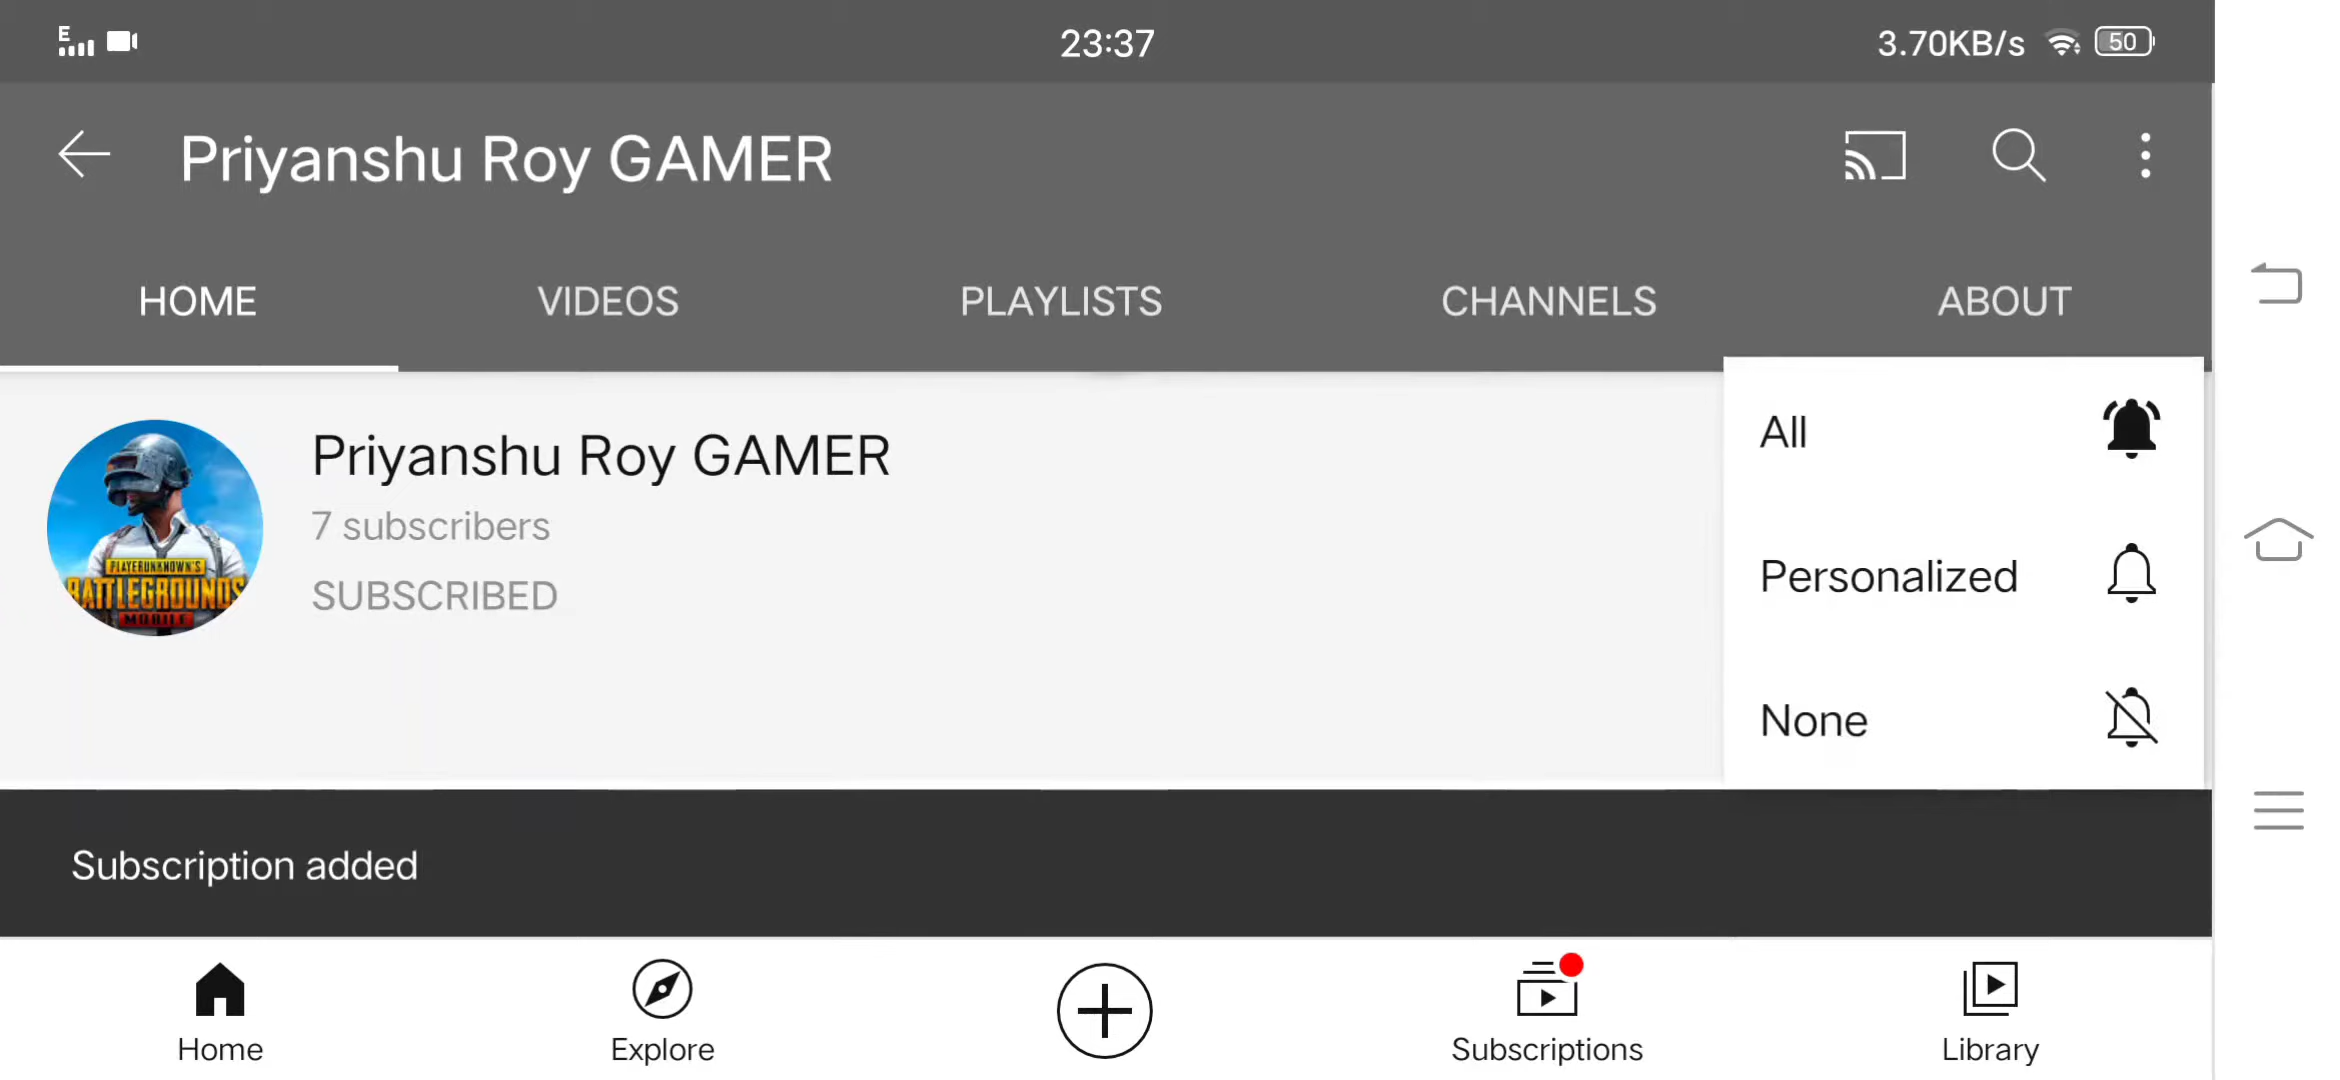 E
23:37
3.70KB/s
50
Priyanshu Roy GAMER
HOME VIDEOS PLAYLISTS CHANNELS ABOUT
Priyanshu Roy GAMER
7 subscribers
SUBSCRIBED
PLAYERUNKNOWN'S
BATTLEGROUNDS
MOBILE
All
Personalized
None
Subscription added
Home Explore Subscriptions Library